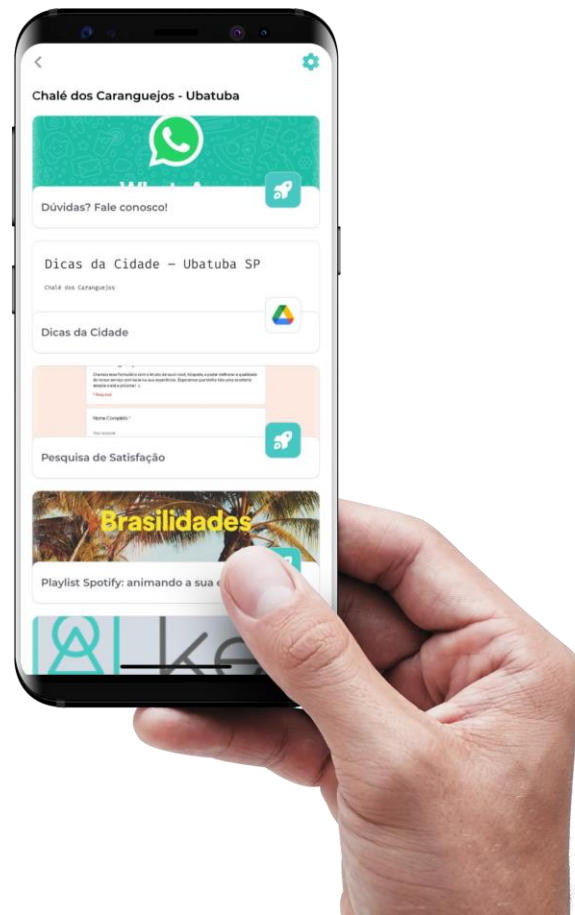 Chalé dos Caranguejos - Ubatuba
Dúvidas? Fale conosco!
Dicas da Cidade – Ubatuba SP
Chalé dos Caranguejos
Dicas da Cidade
* Required
Nome Completo *
Pesquisa de Satisfação
Brasilidades
Playlist Spotify: animando a sua